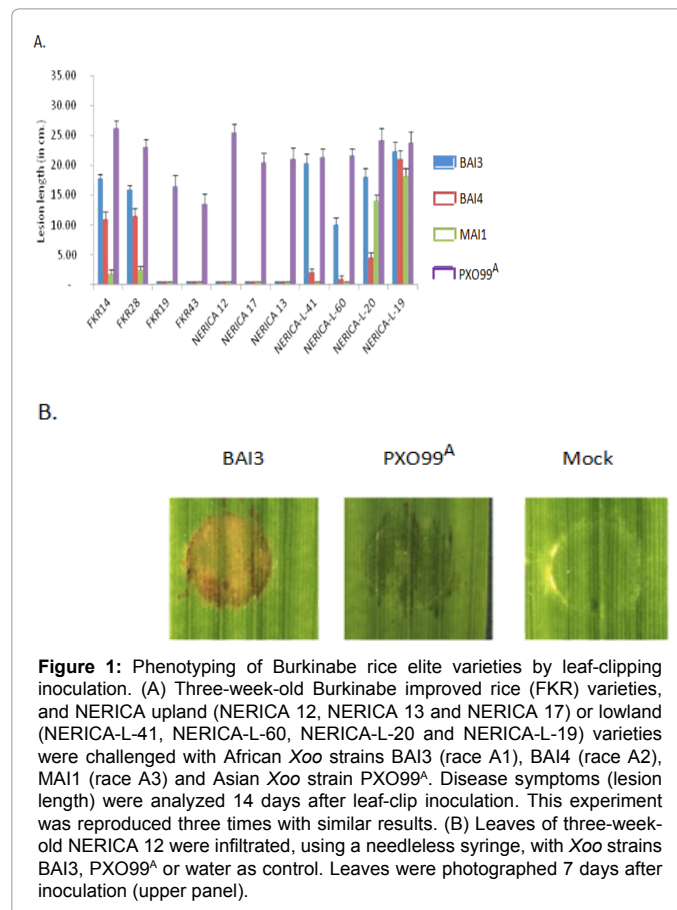 A.
35.00
30.00
25.00
20.00
15.00
10.00
5.00
-
Lesion length (in cm.)
FKR14
FKR28
FKR19
FKR43
NERICA 12
NERICA 17
NERICA 13
NERICA-L-41
NERICA-L-60
NERICA-L-20
NERICA-L-19
BAI3
BAI4
MAI1
PXO99A
B.
BAI3 PXO99A Mock
Figure 1: Phenotyping of Burkinabe rice elite varieties by leaf-clipping
inoculation. (A) Three-week-old Burkinabe improved rice (FKR) varieties,
and NERICA upland (NERICA 12, NERICA 13 and NERICA 17) or lowland
(NERICA-L-41, NERICA-L-60, NERICA-L-20 and NERICA-L-19) varieties
were challenged with African Xoo strains BAI3 (race A1), BAI4 (race A2),
MAI1 (race A3) and Asian Xoo strain PXO99A. Disease symptoms (lesion
length) were analyzed 14 days after leaf-clip inoculation. This experiment
was reproduced three times with similar results. (B) Leaves of three-week-
old NERICA 12 were infiltrated, using a needleless syringe, with Xoo strains
BAI3, PXO99A or water as control. Leaves were photographed 7 days after
inoculation (upper panel).